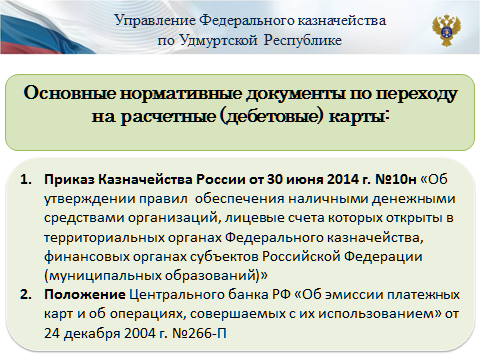 Управление Федерального казначейства
по Удмуртской Республике
Основные нормативные документы по переходу
на расчетные (дебетовые) карты:
1. Приказ Казначейства России от 30 июня 2014 г. №10н «Об
утверждении правил обеспечения наличными денежными
средствами организаций, лицевые счета которых открыты в
территориальных органах Федерального казначейства,
финансовых органах субъектов Российской Федерации
(муниципальных образований)»
2. Положение Центрального банка РФ «Об эмиссии платежных
карт и об операциях, совершаемых с их использованием» от
24 декабря 2004 г. №266-П